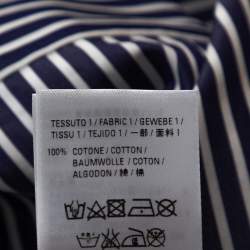 TESSUTO 1 / FABRIC 1 / GEWEBE 1 /
TISSU 1 / TEJIDO 1 / 一部 / 面料 1
100% COTONE / COTTON /
BAUMWOLLE / COTON /
ALGODON / 綿 / 棉